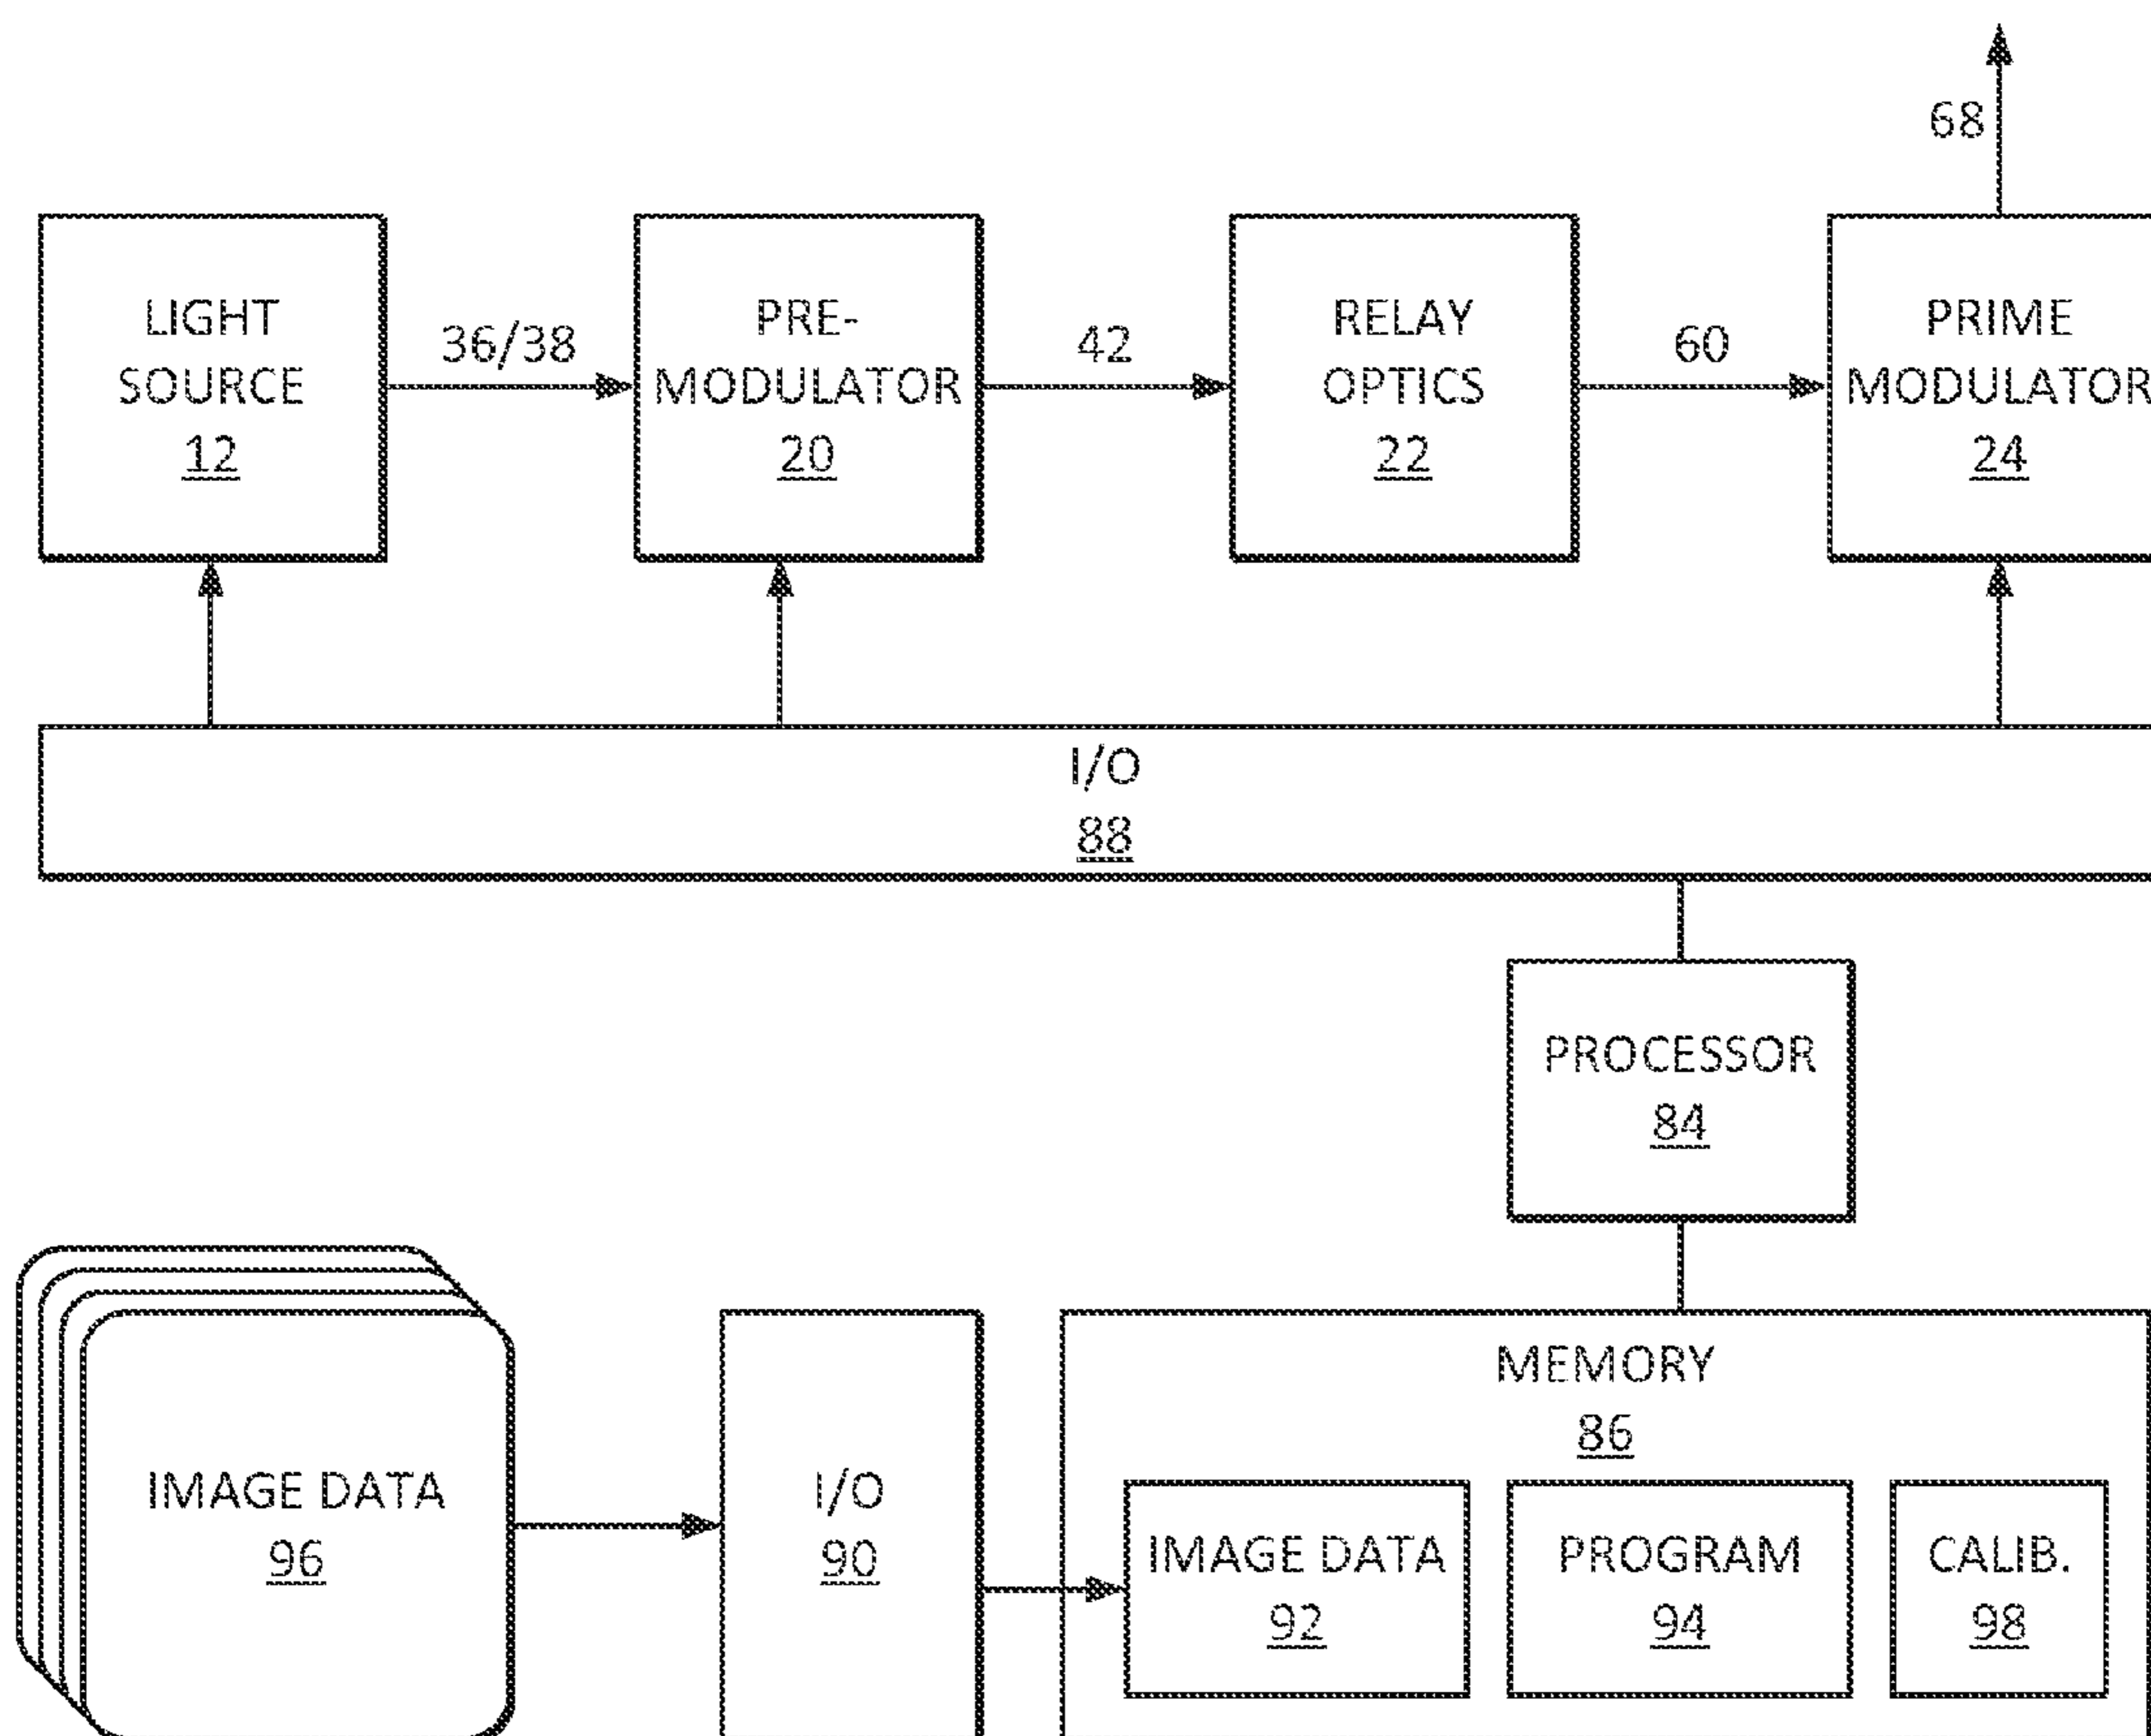 68
LIGHT
SOURCE
12
36/38
PRE-
MODULATOR
20
42
RELAY
OPTICS
22
60
PRIME
MODULATOR
24
I/O
88
PROCESSOR
84
IMAGE DATA
96
I/O
90
MEMORY
86
IMAGE DATA
92
PROGRAM
94
CALIB.
98